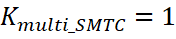 K_multi_SMTC = 1